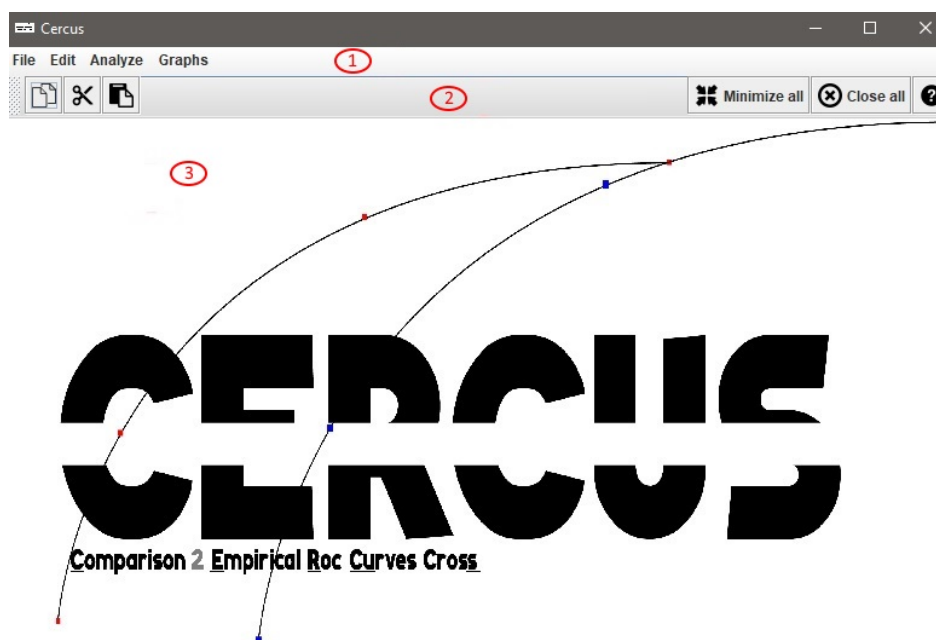 Cercus
File Edit Analyze Graphs
1
2
Minimize all Close all ?
3
CERCUS
Comparison 2 Empirical Roc Curves Cross